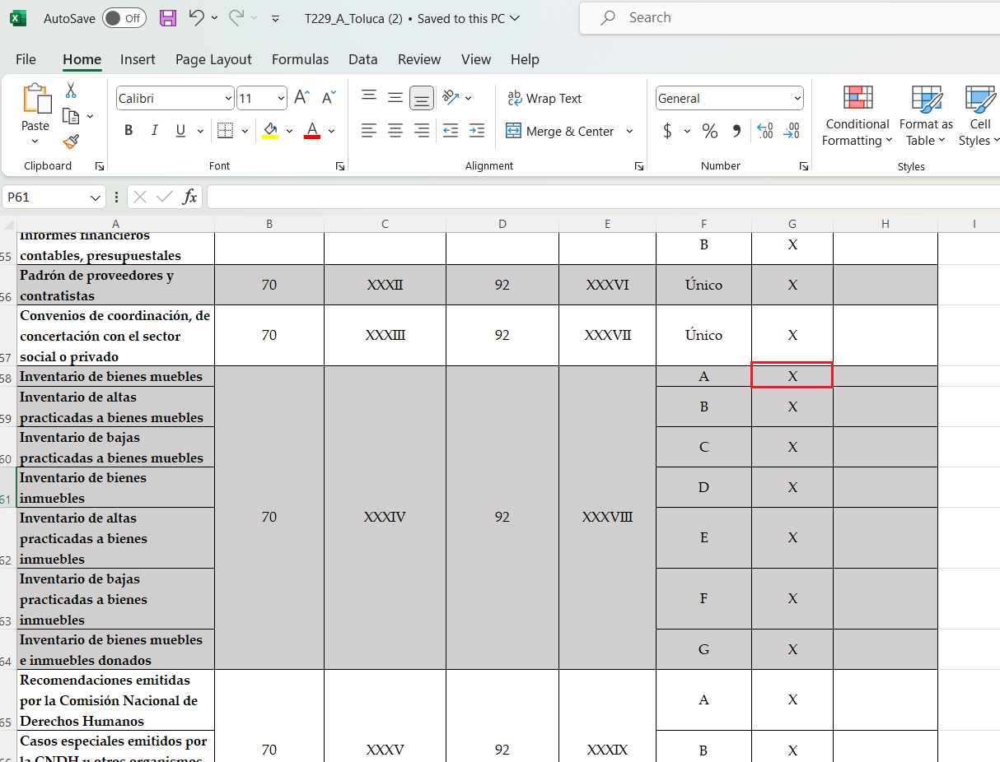 AutoSave Off T229_A_Toluca (2) • Saved to this PC Search
File Home Insert Page Layout Formulas Data Review View Help
Paste
Calibri 11 A A
B I U A
ab Wrap Text
Merge & Center
General
$ % 9 .00 .00
Conditional Formatting
Format as Table
Cell Styles
Clipboard Font Alignment Number Styles
P61 fx
A B C D E F G H I
55 Informes financieros
contables, presupuestales B X
56 Padrón de proveedores y
contratistas 70 XXXII 92 XXXVI Único X
57 Convenios de coordinación, de
concertación con el sector
social o privado 70 XXXIII 92 XXXVII Único X
58 Inventario de bienes muebles A X
59 Inventario de altas
practicadas a bienes muebles B X
60 Inventario de bajas
practicadas a bienes muebles C X
61 Inventario de bienes
inmuebles D X
70 XXXIV 92 XXXVIII
62 Inventario de altas
practicadas a bienes
inmuebles E X
63 Inventario de bajas
practicadas a bienes
inmuebles F X
64 Inventario de bienes muebles
e inmuebles donados G X
65 Recomendaciones emitidas
por la Comisión Nacional de
Derechos Humanos A X
Casos especiales emitidos por
la CNDH u otros organismos 70 XXXV 92 XXXIX B X